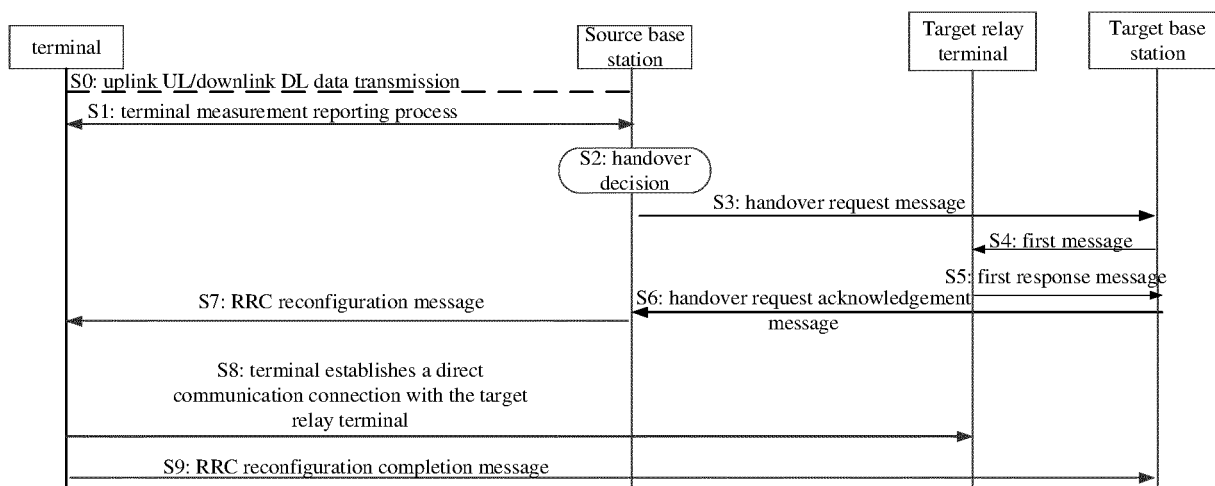 terminal
Source base
station
Target relay
terminal
Target base
station
S0: uplink UL/downlink DL data transmission
S1: terminal measurement reporting process
S2: handover
decision
S3: handover request message
S4: first message
S5: first response message
S6: handover request acknowledgement
message
S7: RRC reconfiguration message
S8: terminal establishes a direct
communication connection with the target
relay terminal
S9: RRC reconfiguration completion message